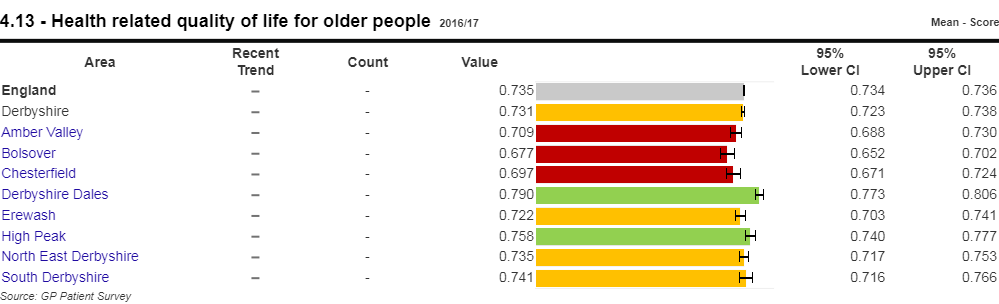 4.13 - Health related quality of life for older people 2016/17 Mean - Score
Area Recent Trend Count Value 95% Lower CI 95% Upper CI
England – - 0.735 0.734 0.736
Derbyshire – - 0.731 0.723 0.738
Amber Valley – - 0.709 0.688 0.730
Bolsover – - 0.677 0.652 0.702
Chesterfield – - 0.697 0.671 0.724
Derbyshire Dales – - 0.790 0.773 0.806
Erewash – - 0.722 0.703 0.741
High Peak – - 0.758 0.740 0.777
North East Derbyshire – - 0.735 0.717 0.753
South Derbyshire – - 0.741 0.716 0.766
Source: GP Patient Survey